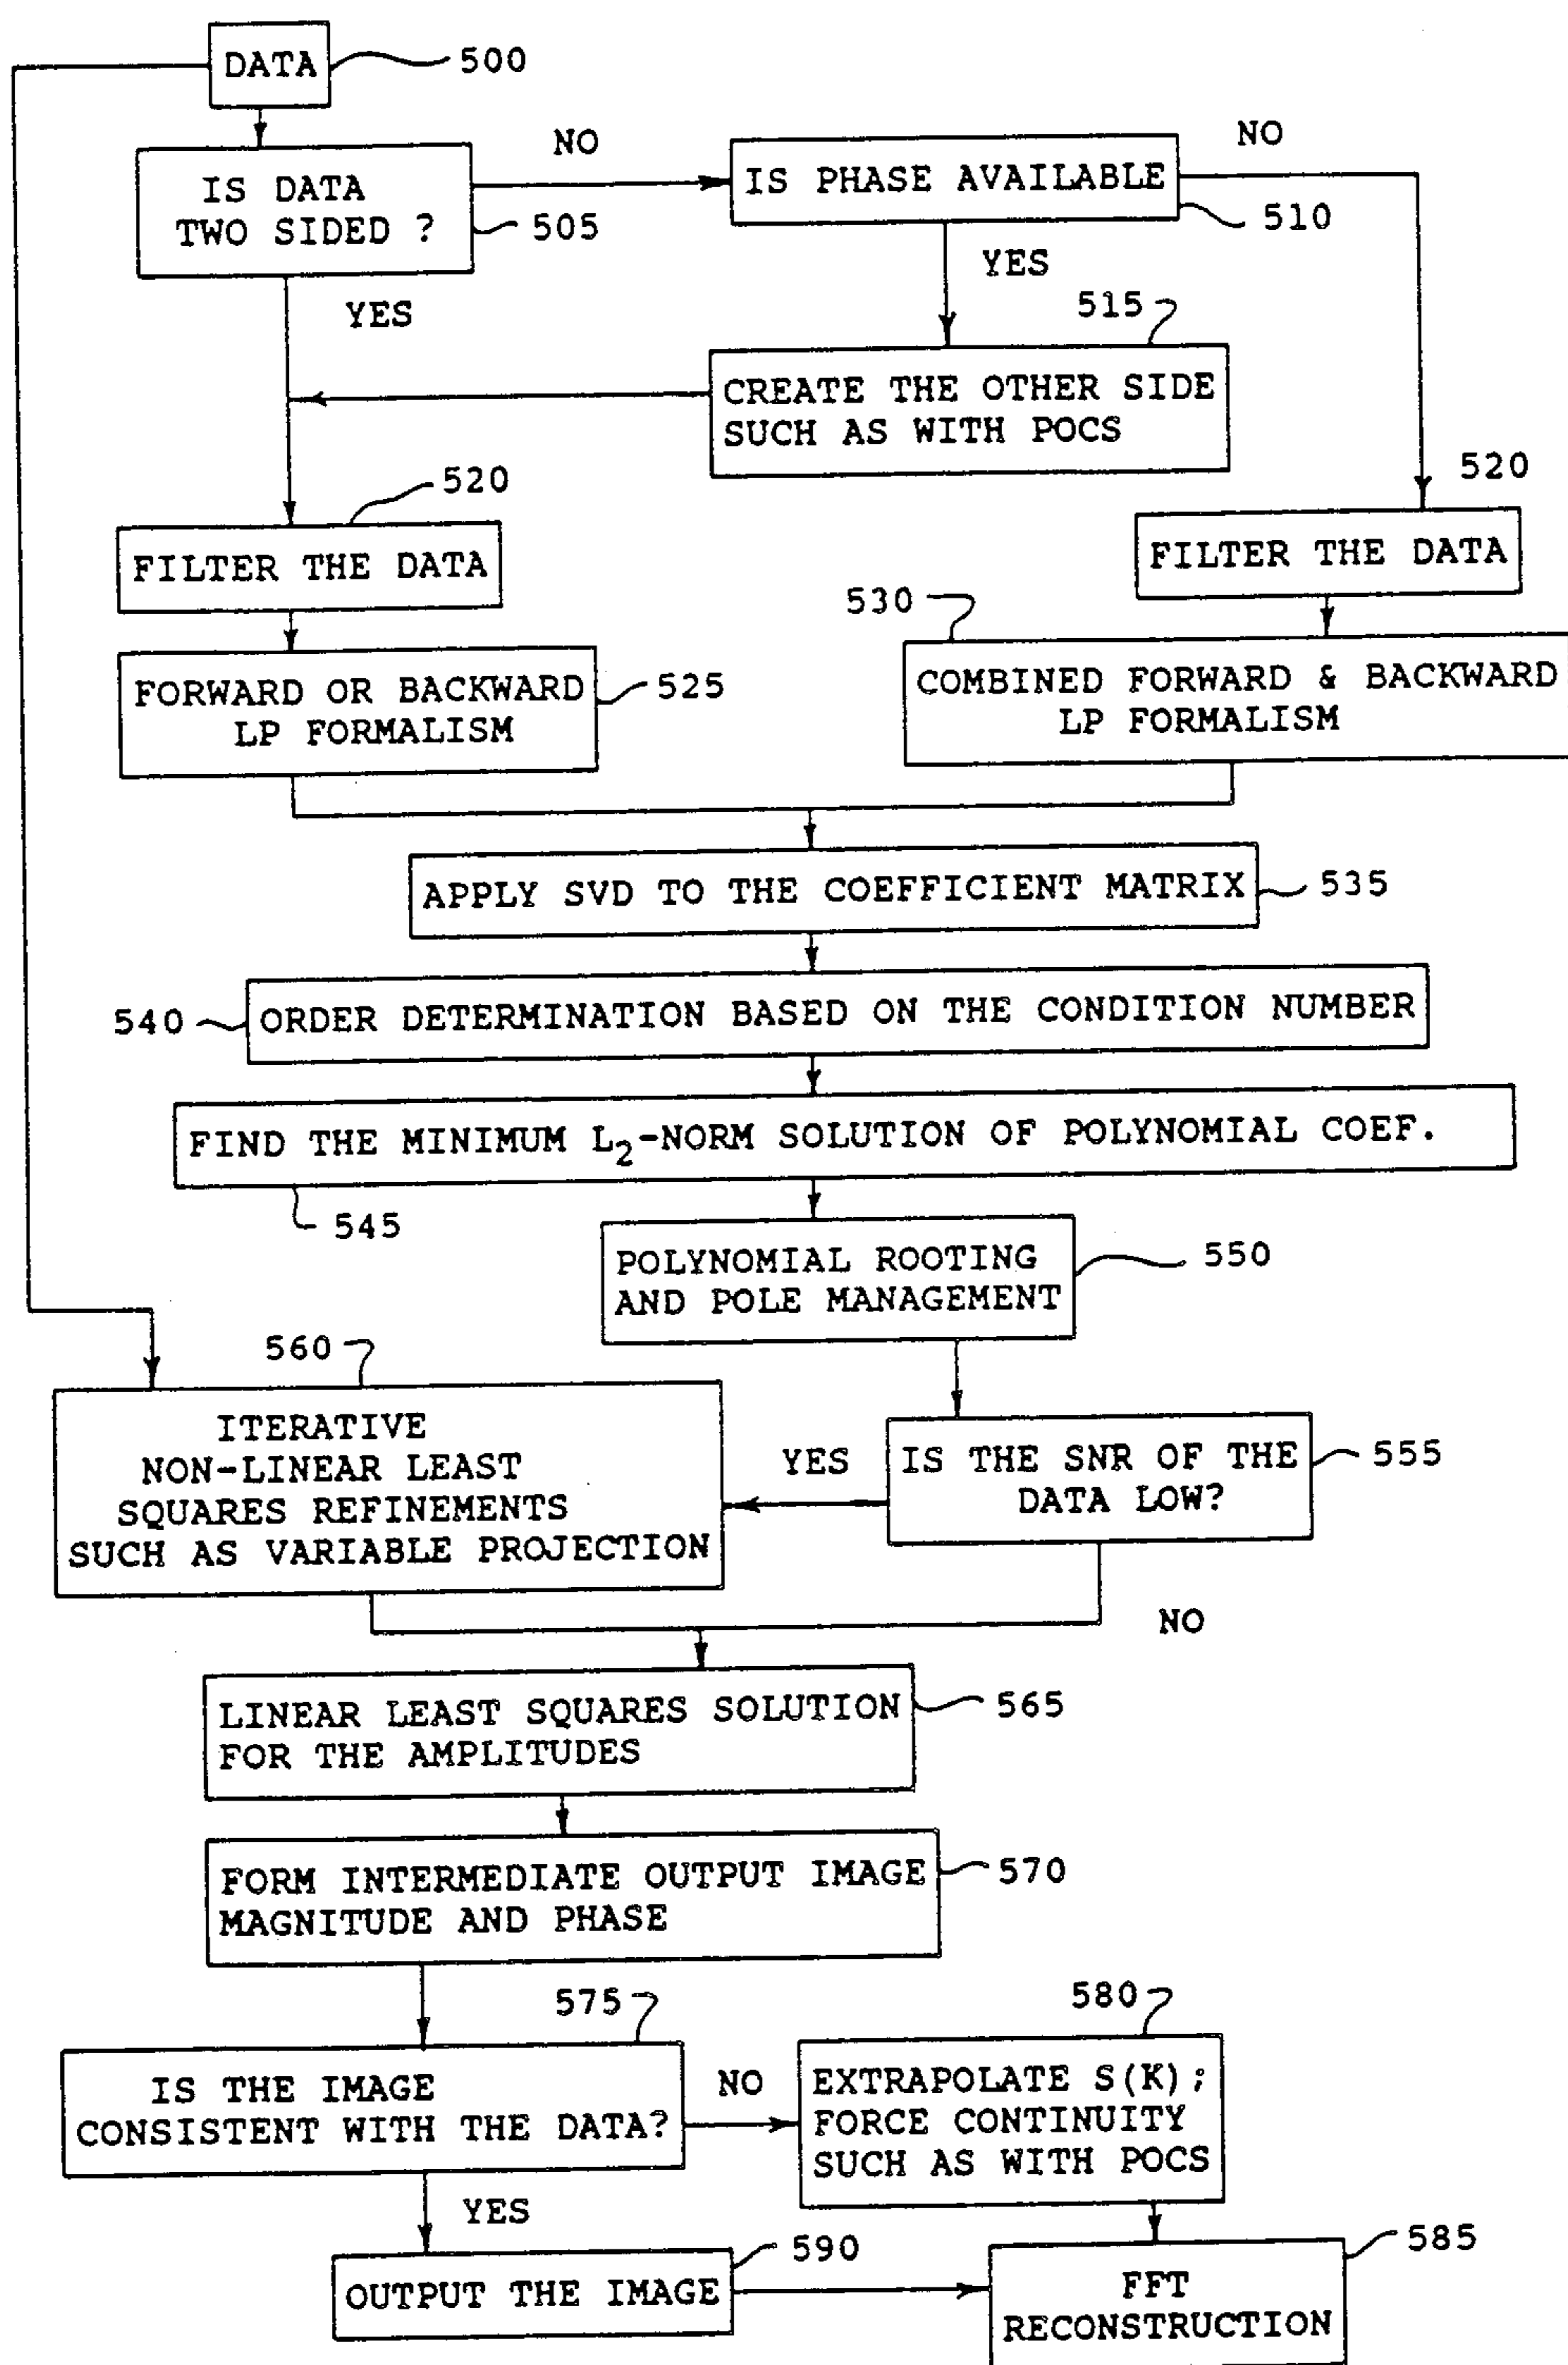 DATA
500
NO
NO
IS DATA
TWO SIDED ?
505
IS PHASE AVAILABLE
510
YES
YES
515
CREATE THE OTHER SIDE
SUCH AS WITH POCS
520
520
FILTER THE DATA
FILTER THE DATA
530
FORWARD OR BACKWARD
LP FORMALISM
525
COMBINED FORWARD & BACKWARD
LP FORMALISM
APPLY SVD TO THE COEFFICIENT MATRIX
535
540
ORDER DETERMINATION BASED ON THE CONDITION NUMBER
FIND THE MINIMUM L2-NORM SOLUTION OF POLYNOMIAL COEF.
545
POLYNOMIAL ROOTING
AND POLE MANAGEMENT
550
560
ITERATIVE
NON-LINEAR LEAST
SQUARES REFINEMENTS
SUCH AS VARIABLE PROJECTION
YES
IS THE SNR OF THE
DATA LOW?
555
NO
LINEAR LEAST SQUARES SOLUTION
FOR THE AMPLITUDES
565
FORM INTERMEDIATE OUTPUT IMAGE
MAGNITUDE AND PHASE
570
575
580
IS THE IMAGE
CONSISTENT WITH THE DATA?
NO
EXTRAPOLATE S(K);
FORCE CONTINUITY
SUCH AS WITH POCS
YES
590
585
OUTPUT THE IMAGE
FFT
RECONSTRUCTION